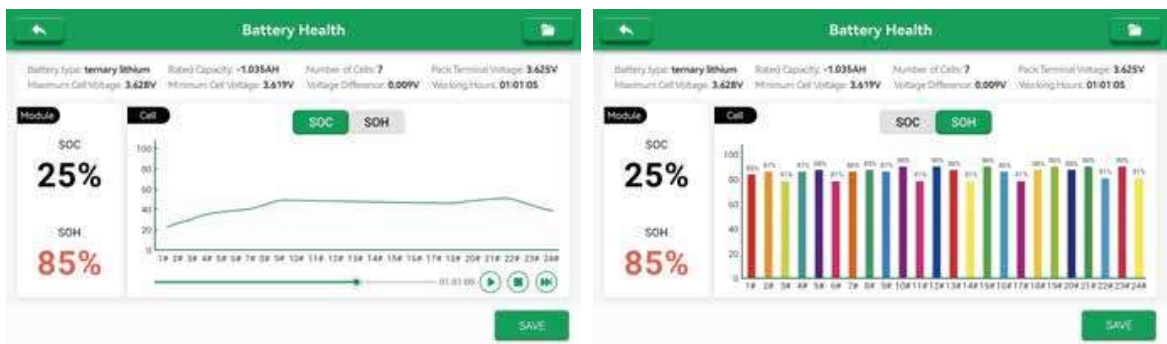 Battery Health
Battery type: ternary lithium Rated Capacity: -1.035AH Number of Cells: 7 Pack Terminal Voltage: 3.625V
Maximum Cell Voltage: 3.628V Minimum Cell Voltage: 3.619V Voltage Difference: 0.009V Working Hours: 01:01:05
Module
SOC
25%
SOH
85%
Cell
SOC SOH
100
80
60
40
20
0
1# 2# 3# 4# 5# 6# 7# 8# 9# 10# 11# 12# 13# 14# 15# 16# 17# 18# 20# 21# 22# 23# 24#
01:01:05
SAVE
Battery Health
Battery type: ternary lithium Rated Capacity: -1.035AH Number of Cells: 7 Pack Terminal Voltage: 3.625V
Maximum Cell Voltage: 3.628V Minimum Cell Voltage: 3.619V Voltage Difference: 0.009V Working Hours: 01:01:05
Module
SOC
25%
SOH
85%
Cell
SOC SOH
100
60
40
20
0
1# 2# 3# 4# 5# 6# 7# 8# 9# 10# 11# 12# 13# 14# 15# 16# 17# 18# 19# 20# 21# 22# 23# 24#
SAVE